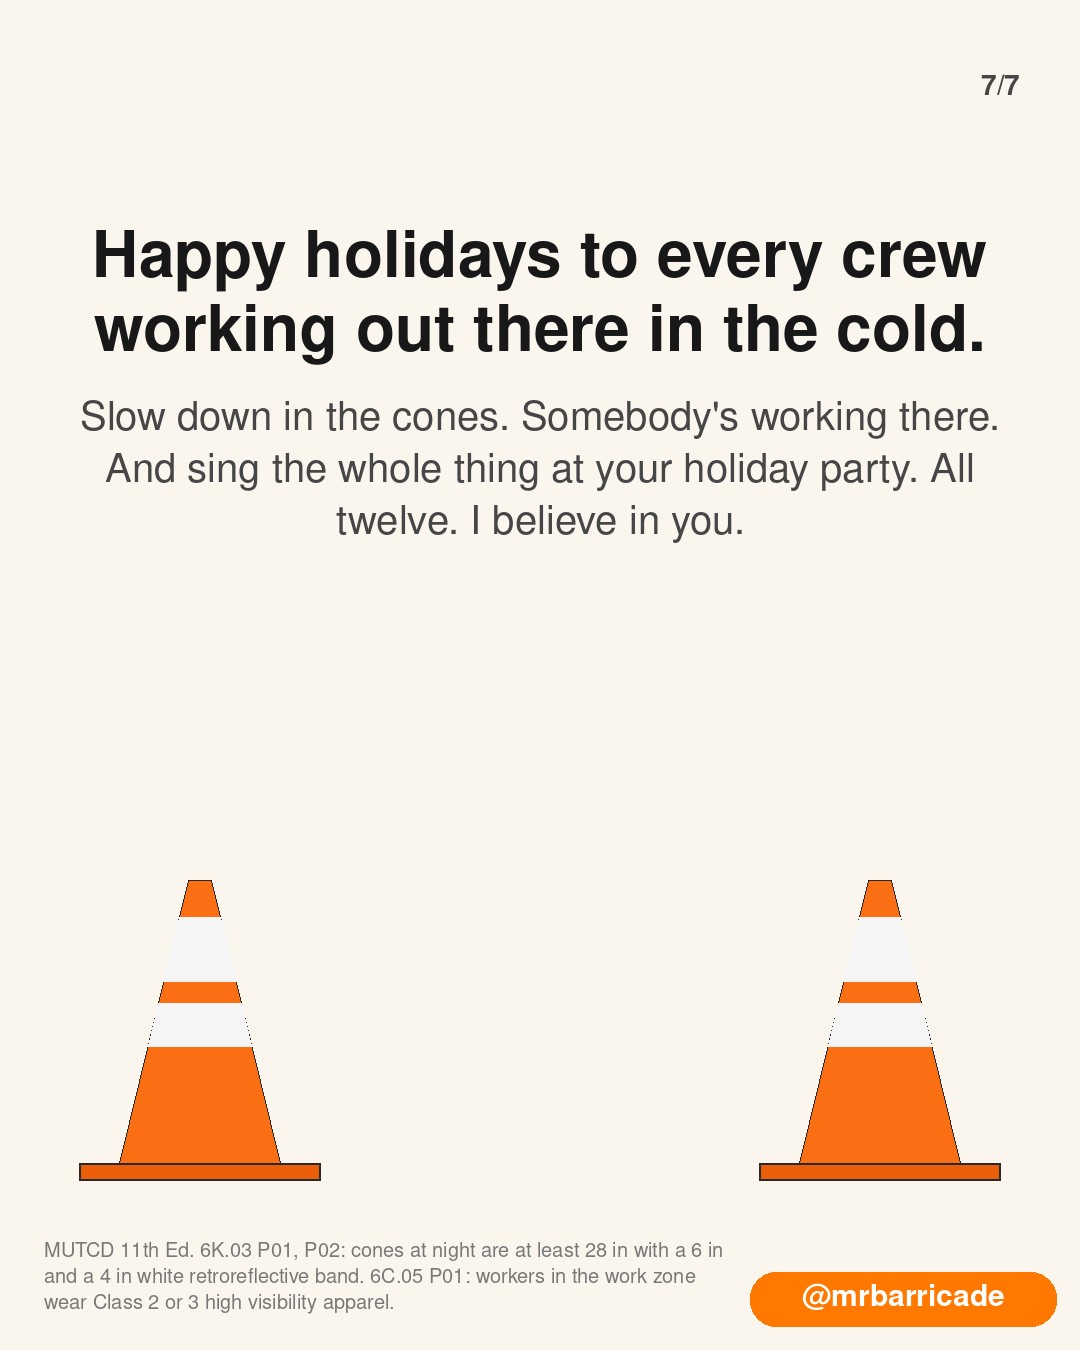 7/7
Happy holidays to every crew
working out there in the cold.
Slow down in the cones. Somebody's working there.
And sing the whole thing at your holiday party. All
twelve. I believe in you.
MUTCD 11th Ed. 6K.03 P01, P02: cones at night are at least 28 in with a 6 in
and a 4 in white retroreflective band. 6C.05 P01: workers in the work zone
wear Class 2 or 3 high visibility apparel.
@mrbarricade